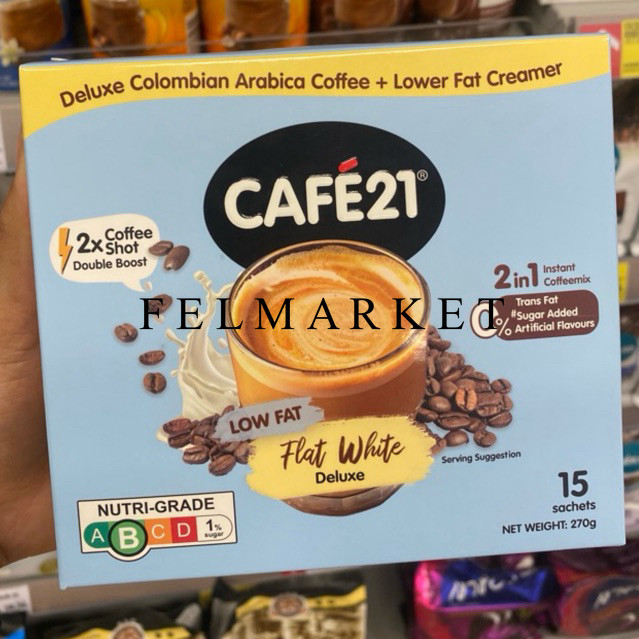 Deluxe Colombian Arabica Coffee + Lower Fat Creamer
CAFÉ21®
2x Coffee Shot
Double Boost
2in1 Instant Coffeemix
0% Trans Fat
#Sugar Added
Artificial Flavours
FELMARKET
LOW FAT
Flat White
Deluxe
Serving Suggestion
15
sachets
NET WEIGHT: 270g
NUTRI-GRADE
A B C D 1% sugar